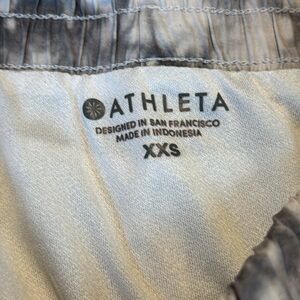 ATHLETA
DESIGNED IN SAN FRANCISCO
MADE IN INDONESIA
XXS